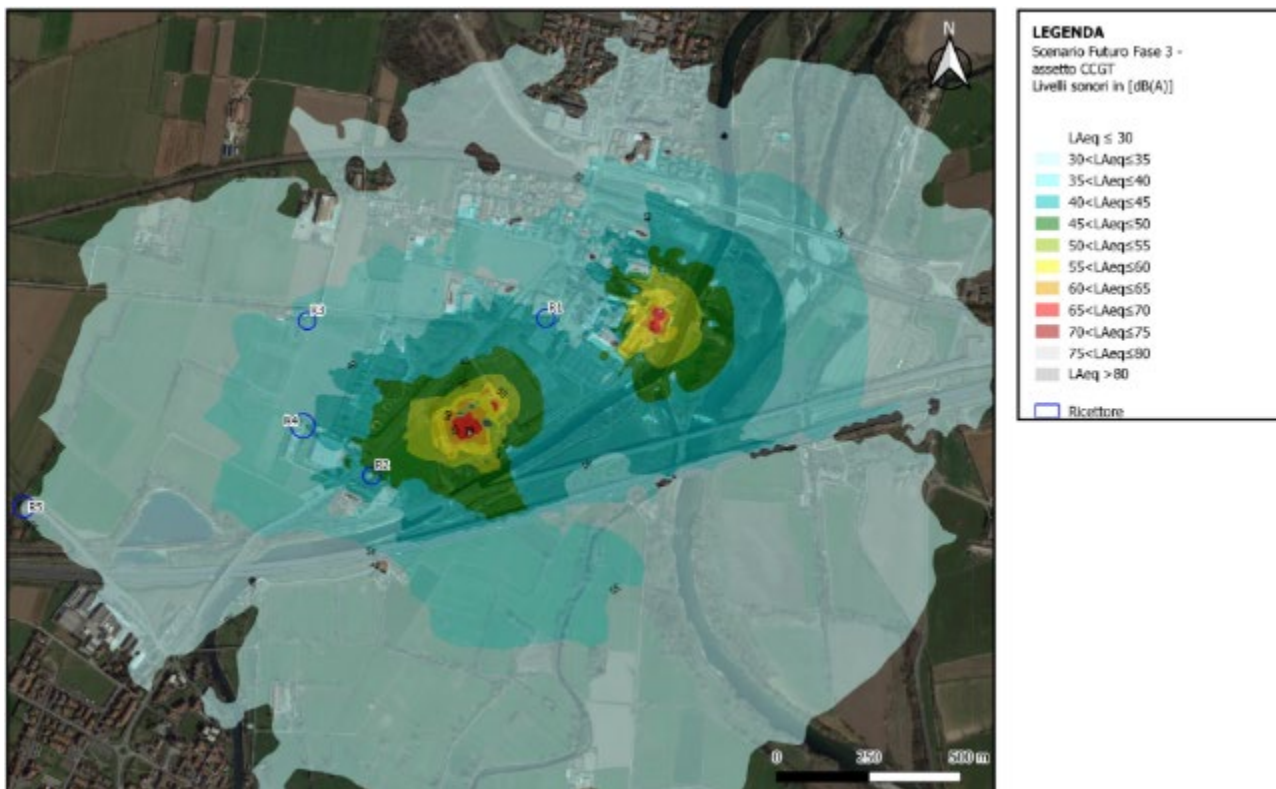 LEGENDA
Scenario Futuro Fase 3 -
assetto CCGT
Livelli sonori in [dB(A)]
LAeq ≤ 30
30<LAeq≤35
35<LAeq≤40
40<LAeq≤45
45<LAeq≤50
50<LAeq≤55
55<LAeq≤60
60<LAeq≤65
65<LAeq≤70
70<LAeq≤75
75<LAeq≤80
LAeq >80
Ricettore
N
R1
R3
R4
R2
R5
0 250 500 m